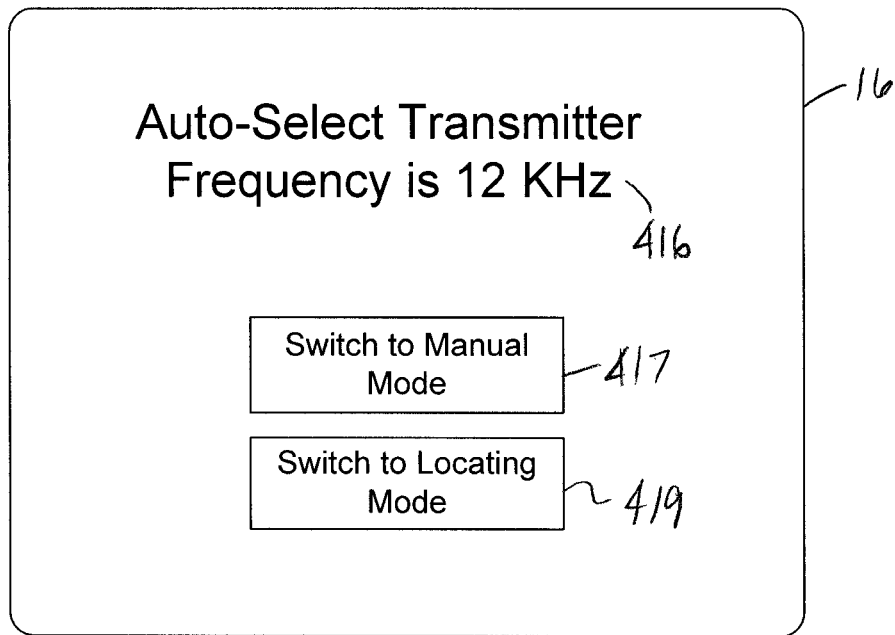 16
Auto-Select Transmitter
Frequency is 12 KHz
416
Switch to Manual
Mode
417
Switch to Locating
Mode
419